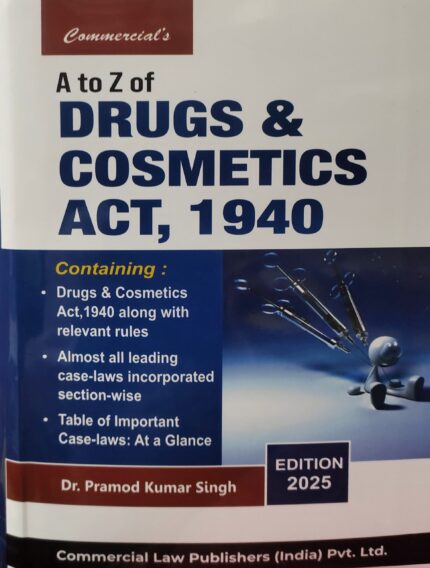 Commercial's
A to Z of
DRUGS &
COSMETICS
ACT, 1940
Containing :
• Drugs & Cosmetics
Act,1940 along with
relevant rules
• Almost all leading
case-laws incorporated
section-wise
• Table of Important
Case-laws: At a Glance
EDITION
2025
Dr. Pramod Kumar Singh
Commercial Law Publishers (India) Pvt. Ltd.